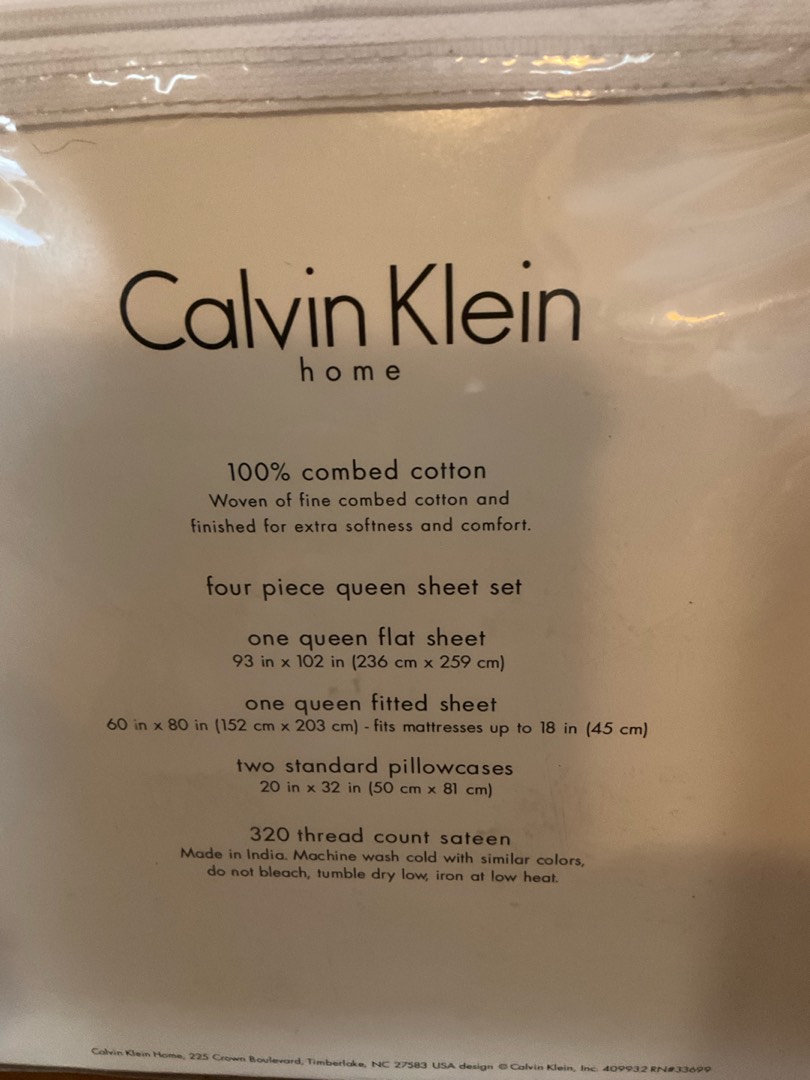 Calvin Klein
home
100% combed cotton
Woven of fine combed cotton and
finished for extra softness and comfort.
four piece queen sheet set
one queen flat sheet
93 in x 102 in (236 cm x 259 cm)
one queen fitted sheet
60 in x 80 in (152 cm x 203 cm) - fits mattresses up to 18 in (45 cm)
two standard pillowcases
20 in x 32 in (50 cm x 81 cm)
320 thread count sateen
Made in India. Machine wash cold with similar colors,
do not bleach, tumble dry low, iron at low heat.
Calvin Klein Home, 225 Crown Boulevard, Timberlake, NC 27583 USA design © Calvin Klein, Inc. 409932 RN#33699